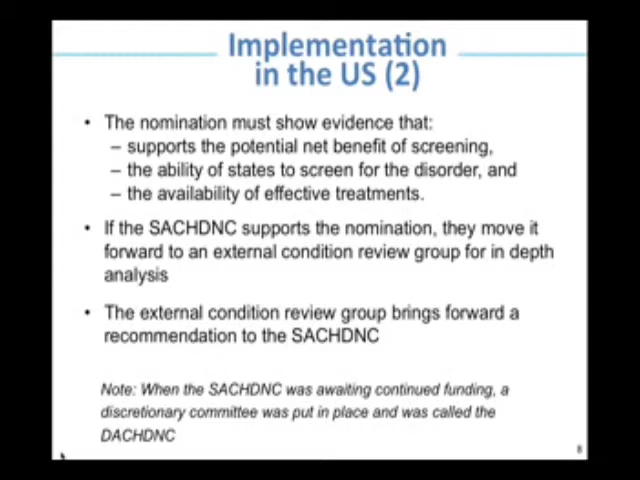 Implementation
in the US (2)
• The nomination must show evidence that:
– supports the potential net benefit of screening,
– the ability of states to screen for the disorder, and
– the availability of effective treatments.
• If the SACHDNC supports the nomination, they move it
forward to an external condition review group for in depth
analysis
• The external condition review group brings forward a
recommendation to the SACHDNC
Note: When the SACHDNC was awaiting continued funding, a
discretionary committee was put in place and was called the
DACHDNC
8